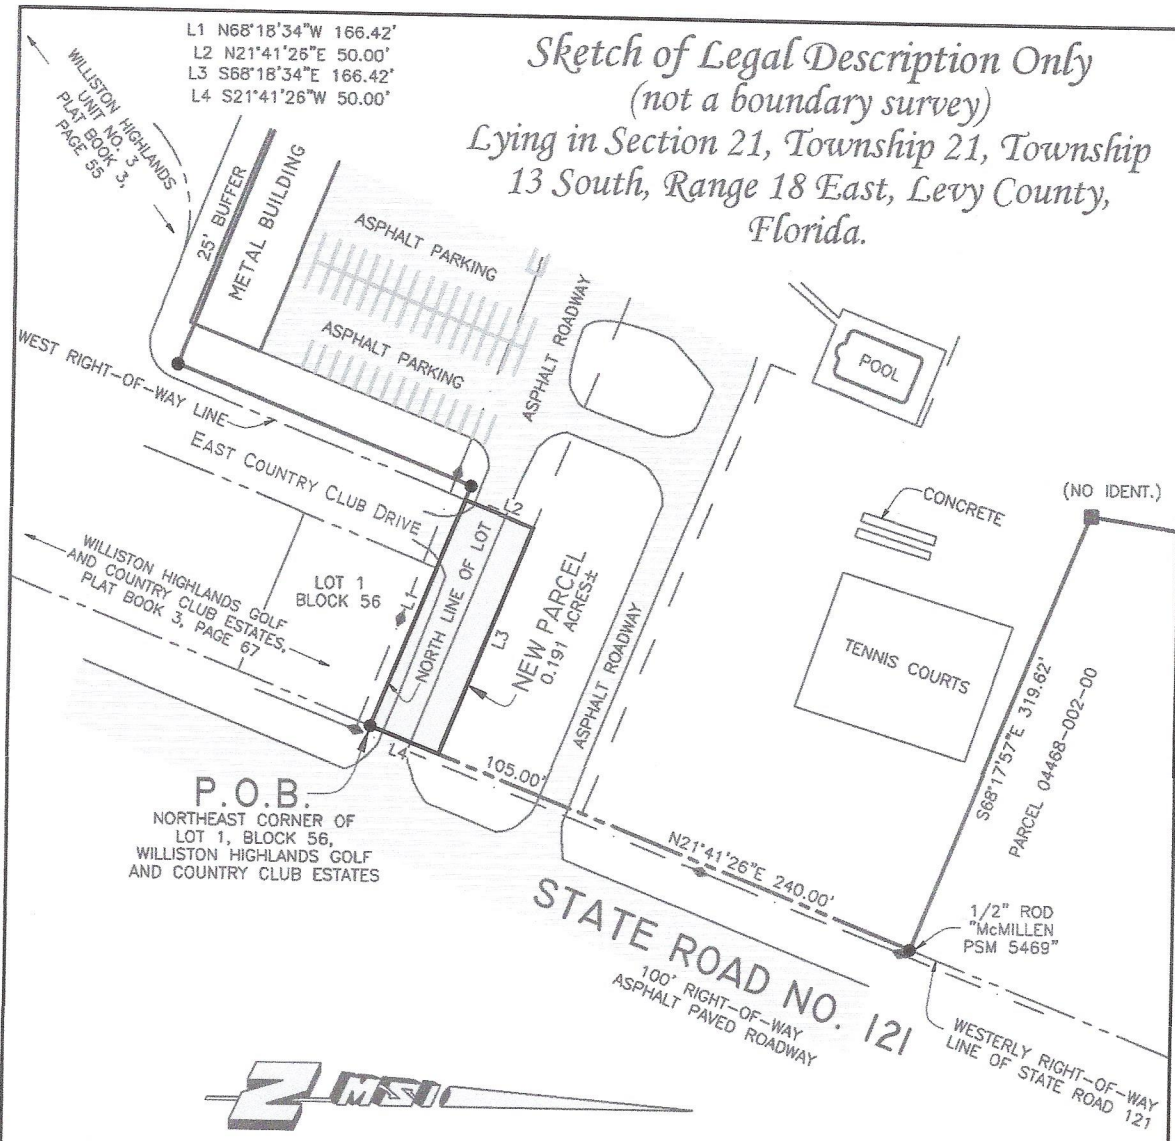 L1 N68°18'34"W 166.42'
L2 N21°41'26"E 50.00'
L3 S68°18'34"E 166.42'
L4 S21°41'26"W 50.00'
Sketch of Legal Description Only
(not a boundary survey)
Lying in Section 21, Township 21, Township
13 South, Range 18 East, Levy County,
Florida.
WILLISTON HIGHLANDS
UNIT NO. 3
PLAT BOOK 3,
PAGE 55
25' BUFFER
METAL BUILDING
ASPHALT PARKING
ASPHALT PARKING
ASPHALT ROADWAY
POOL
WEST RIGHT-OF-WAY LINE
EAST COUNTRY CLUB DRIVE
L2
CONCRETE
(NO IDENT.)
WILLISTON HIGHLANDS GOLF
AND COUNTRY CLUB ESTATES,
PLAT BOOK 3, PAGE 67
LOT 1
BLOCK 56
L1
NORTH LINE OF LOT
L3
NEW PARCEL
0.191 ACRES±
ASPHALT ROADWAY
TENNIS COURTS
S68°17'57"E 319.62'
PARCEL 04468-002-00
L4
105.00'
P.O.B.
NORTHEAST CORNER OF
LOT 1, BLOCK 56,
WILLISTON HIGHLANDS GOLF
AND COUNTRY CLUB ESTATES
N21°41'26"E 240.00'
1/2" ROD
"McMILLEN
PSM 5469"
STATE ROAD NO. 121
100' RIGHT-OF-WAY
ASPHALT PAVED ROADWAY
WESTERLY RIGHT-OF-WAY
LINE OF STATE ROAD 121
Z MSI